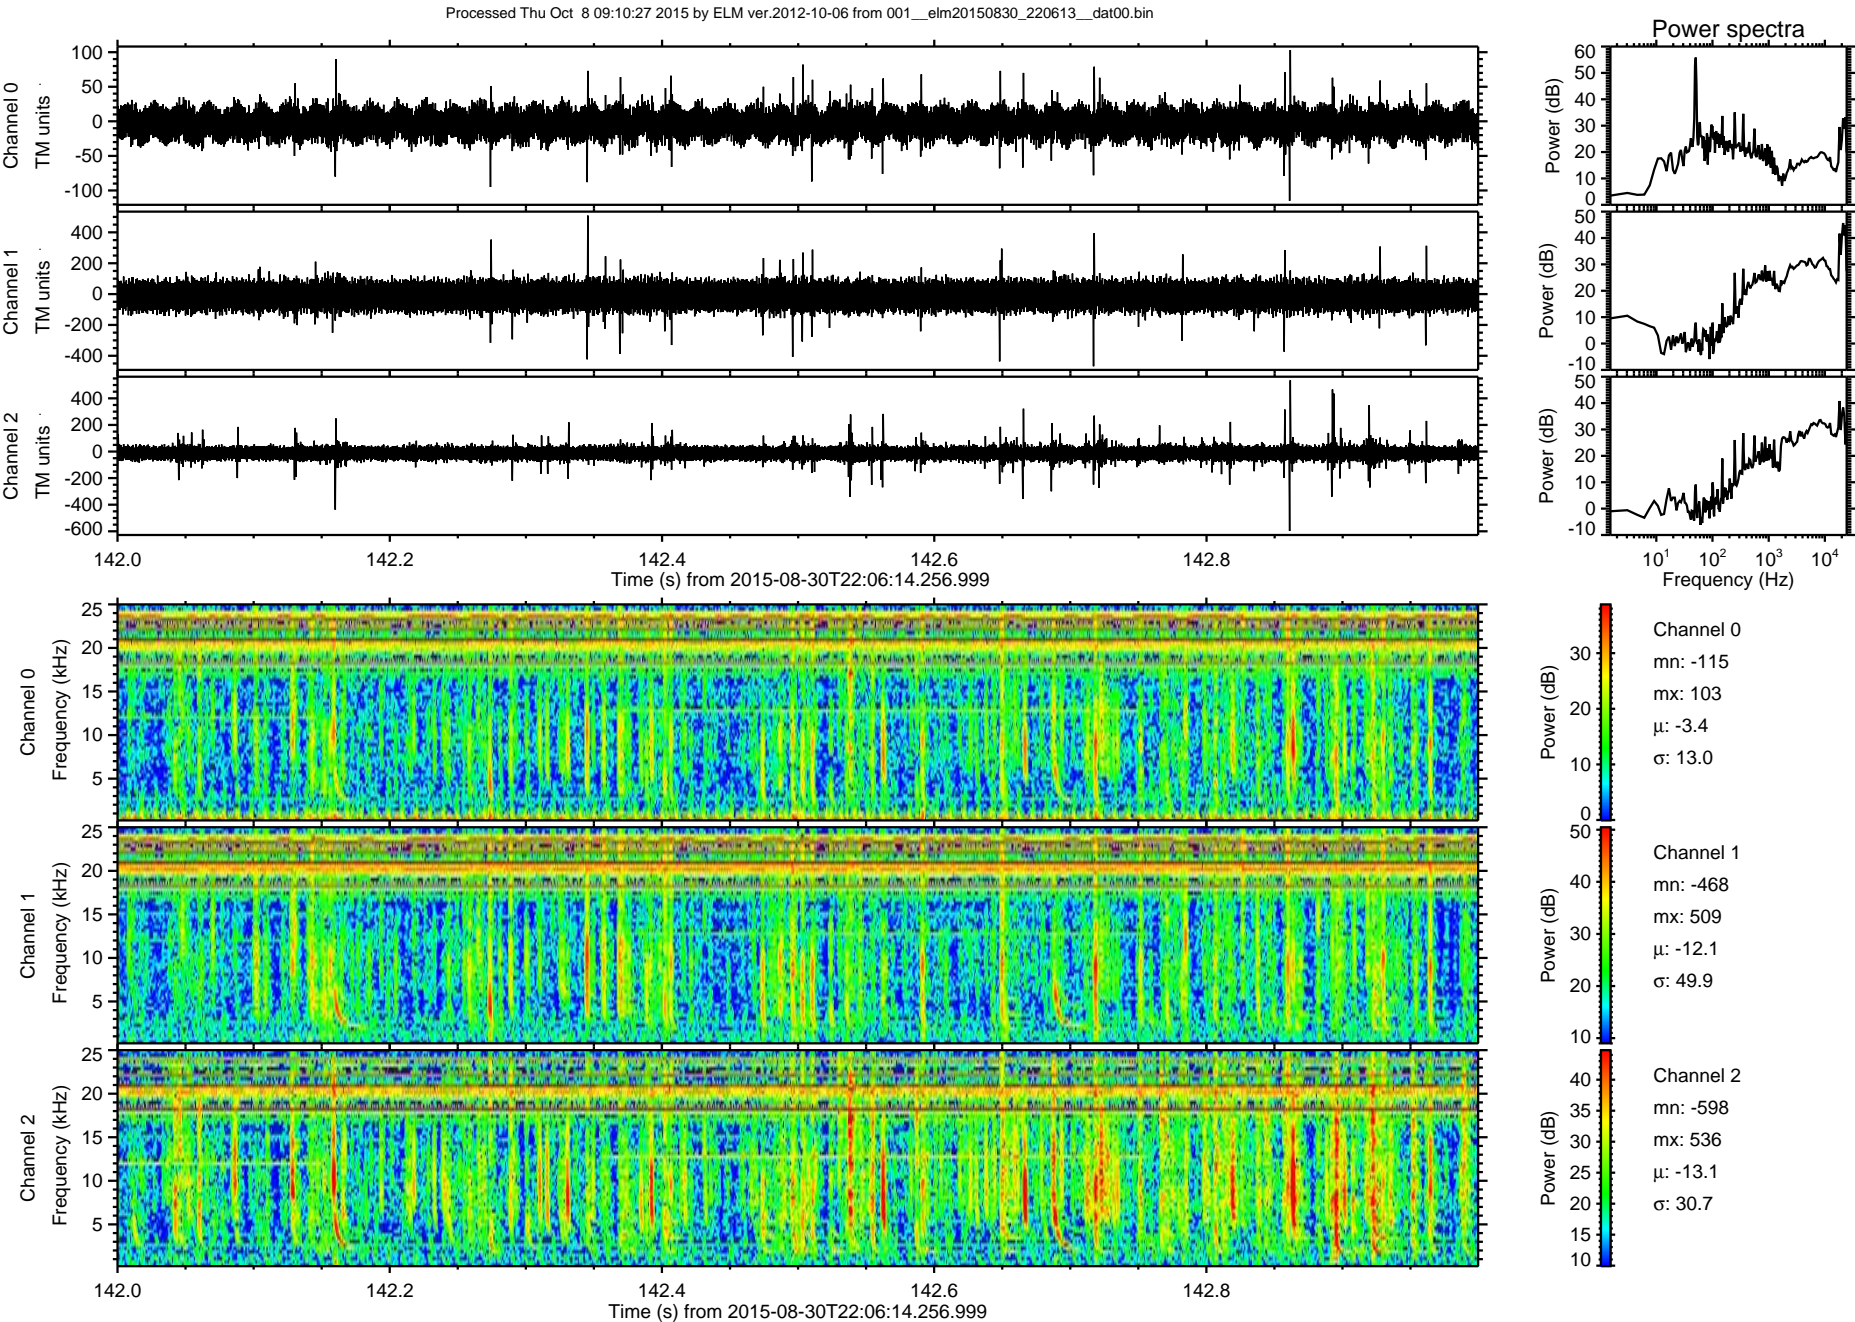 Processed Thu Oct  8 09:10:27 2015 by ELM ver.2012-10-06 from 001__elm20150830_220613__dat00.bin
Power spectra
Channel 0
TM units
100
50
0
-50
-100
Power (dB)
60
50
40
30
20
10
0
Channel 1
TM units
400
200
0
-200
-400
Power (dB)
50
40
30
20
10
0
-10
Channel 2
TM units
400
200
0
-200
-400
-600
Power (dB)
50
40
30
20
10
0
-10
142.0 142.2 142.4 142.6 142.8
Time (s) from 2015-08-30T22:06:14.256.999
10^1 10^2 10^3 10^4
Frequency (Hz)
Channel 0
Frequency (kHz)
25
20
15
10
5
Power (dB)
30
20
10
0
Channel 0
mn: -115
mx: 103
μ: -3.4
σ: 13.0
Channel 1
Frequency (kHz)
25
20
15
10
5
Power (dB)
50
40
30
20
10
Channel 1
mn: -468
mx: 509
μ: -12.1
σ: 49.9
Channel 2
Frequency (kHz)
25
20
15
10
5
Power (dB)
40
35
30
25
20
15
10
Channel 2
mn: -598
mx: 536
μ: -13.1
σ: 30.7
142.0 142.2 142.4 142.6 142.8
Time (s) from 2015-08-30T22:06:14.256.999